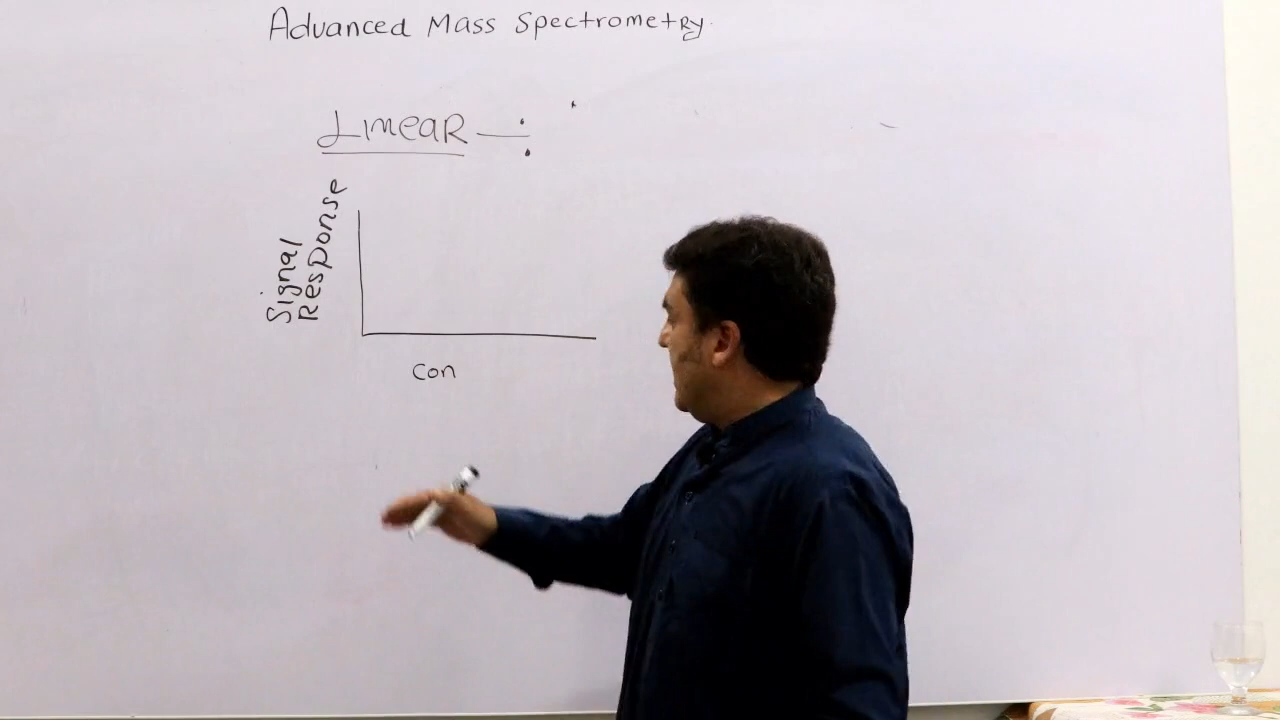 Advanced Mass Spectrometry.
Linear —:
Signal
Response
Con